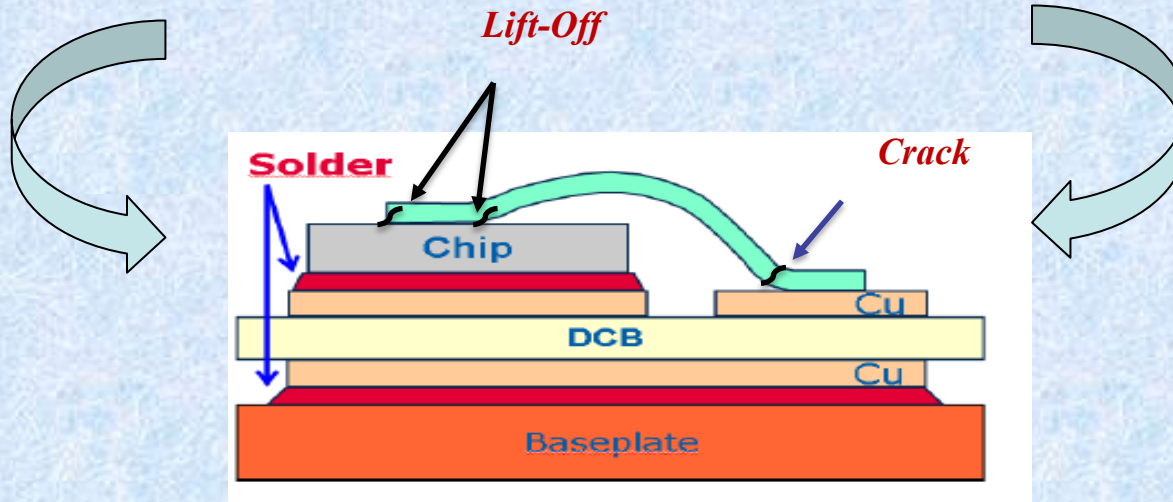 Lift-Off
Crack
Solder
Chip
Cu
DCB
Cu
Baseplate